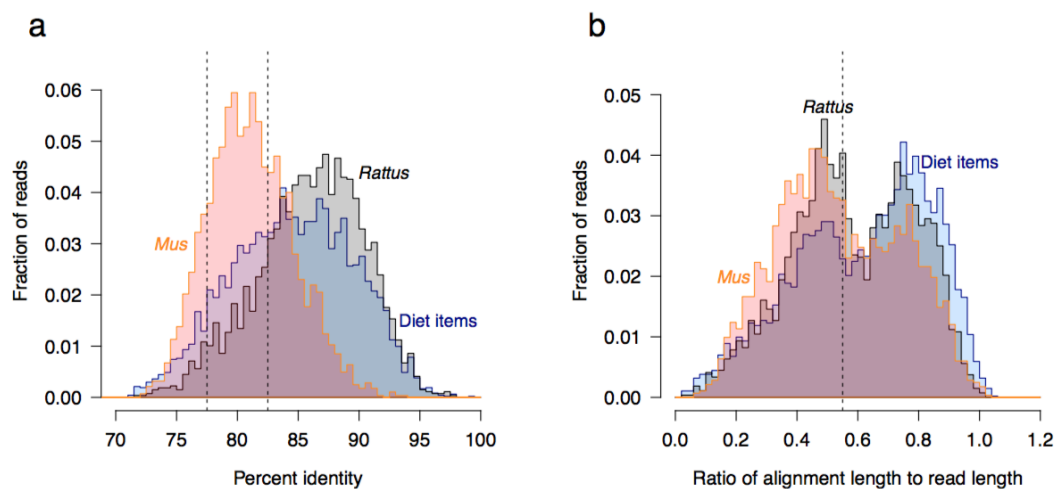 a
0.06
0.05
0.04
0.03
0.02
0.01
0.00
Fraction of reads
Mus
Rattus
Diet items
70 75 80 85 90 95 100
Percent identity
b
0.05
0.04
0.03
0.02
0.01
0.00
Fraction of reads
Rattus
Diet items
Mus
0.0 0.2 0.4 0.6 0.8 1.0 1.2
Ratio of alignment length to read length